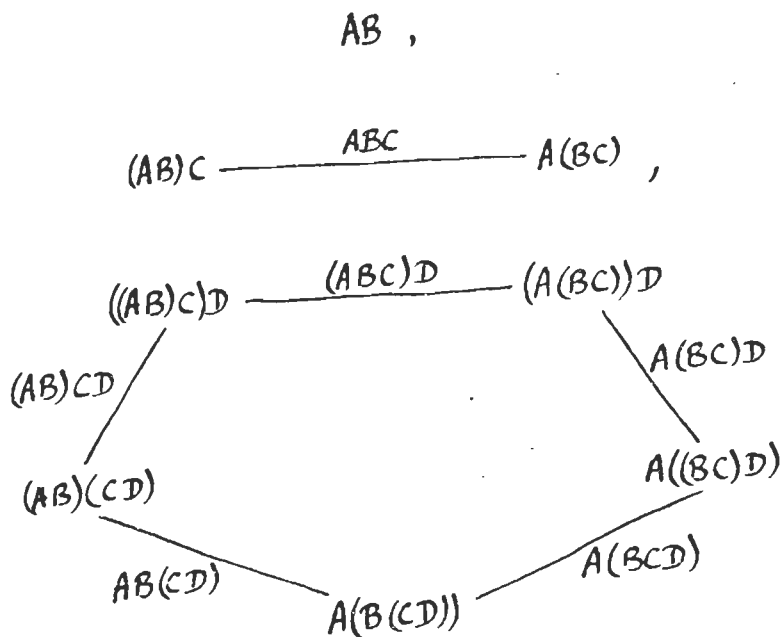 AB ,
ABC
(AB)C A(BC) ,
(ABC)D
((AB)C)D (A(BC))D
A(BC)D
(AB)CD
A((BC)D)
(AB)(CD)
A(BCD)
AB(CD)
A(B(CD))